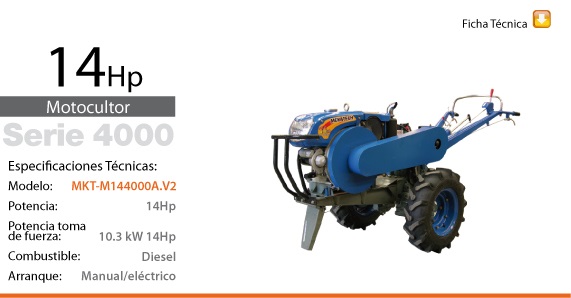 Ficha Técnica
14Hp
Motocultor
Serie 4000
Especificaciones Técnicas:
Modelo: MKT-M144000A.V2
Potencia: 14Hp
Potencia toma
de fuerza: 10.3 kW 14Hp
Combustible: Diesel
Arranque: Manual/eléctrico